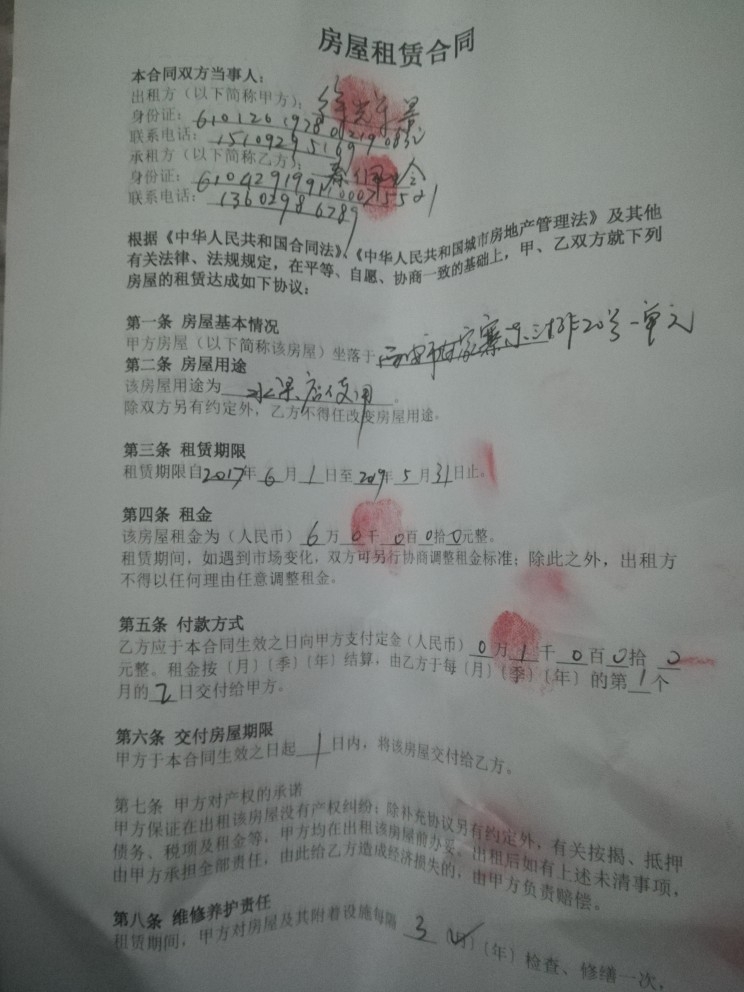 房屋租赁合同
本合同双方当事人：
出租方（以下简称甲方）：
身份证：
联系电话：
承租方（以下简称乙方）：
身份证：
联系电话：13602986289
根据《中华人民共和国合同法》、《中华人民共和国城市房地产管理法》及其他
有关法律、法规规定，在平等、自愿、协商一致的基础上，甲、乙双方就下列
房屋的租赁达成如下协议：
第一条 房屋基本情况
甲方房屋（以下简称该房屋）坐落于西安市 家寨东三排20号一单元
第二条 房屋用途
该房屋用途为水果店使用。
除双方另有约定外，乙方不得任改变房屋用途。
第三条 租赁期限
租赁期限自2017年6月1日至2019年5月31日止。
第四条 租金
该房屋租金为（人民币）6万0千0百0拾0元整。
租赁期间，如遇到市场变化，双方可另行协商调整租金标准；除此之外，出租方
不得以任何理由任意调整租金。
第五条 付款方式
乙方应于本合同生效之日向甲方支付定金（人民币）0万1千0百0拾0
元整。租金按〔月〕〔季〕〔年〕结算，由乙方于每〔月〕〔季〕〔年〕的第1个
月的2日交付给甲方。
第六条 交付房屋期限
甲方于本合同生效之日起1日内，将该房屋交付给乙方。
第七条 甲方对产权的承诺
甲方保证在出租该房屋没有产权纠纷；除补充协议另有约定外，有关按揭、抵押
债务、税项及租金等，甲方均在出租该房屋前办妥。出租后如有上述未清事项，
由甲方承担全部责任，由此给乙方造成经济损失的，由甲方负责赔偿。
第八条 维修养护责任
租赁期间，甲方对房屋及其附着设施每隔3〔月〕〔年〕检查、修缮一次，